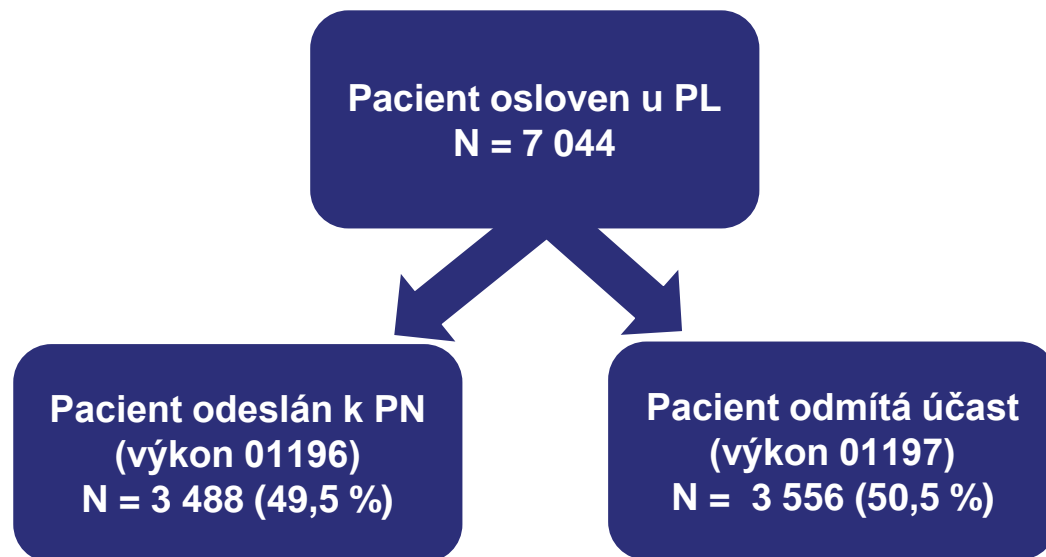 Pacient osloven u PL
N = 7 044
Pacient odeslán k PN
(výkon 01196)
N = 3 488 (49,5 %)
Pacient odmítá účast
(výkon 01197)
N = 3 556 (50,5 %)